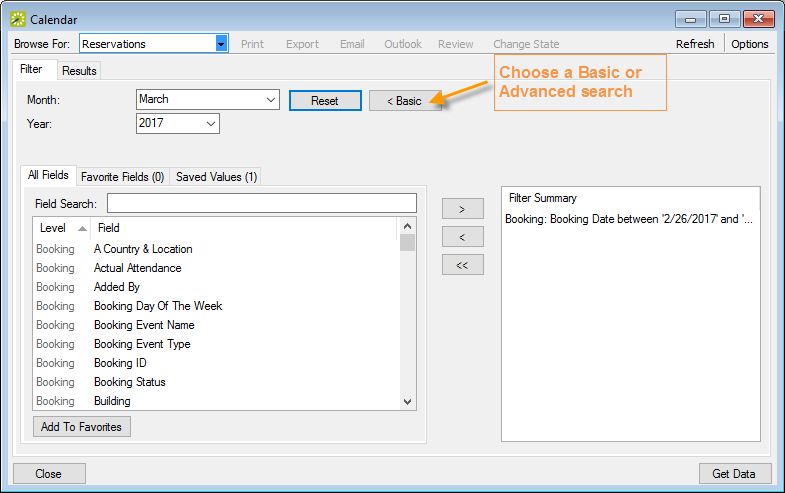 Calendar
Browse For: Reservations Print Export Email Outlook Review Change State Refresh Options
Filter Results
Choose a Basic or
Advanced search
Month: March Reset < Basic
Year: 2017
All Fields Favorite Fields (0) Saved Values (1)
Field Search:
Level Field
Booking A Country & Location
Booking Actual Attendance
Booking Added By
Booking Booking Day Of The Week
Booking Booking Event Name
Booking Booking Event Type
Booking Booking ID
Booking Booking Status
Booking Building
Add To Favorites
>
<
<<
Filter Summary
Booking: Booking Date between '2/26/2017' and '...
Close Get Data